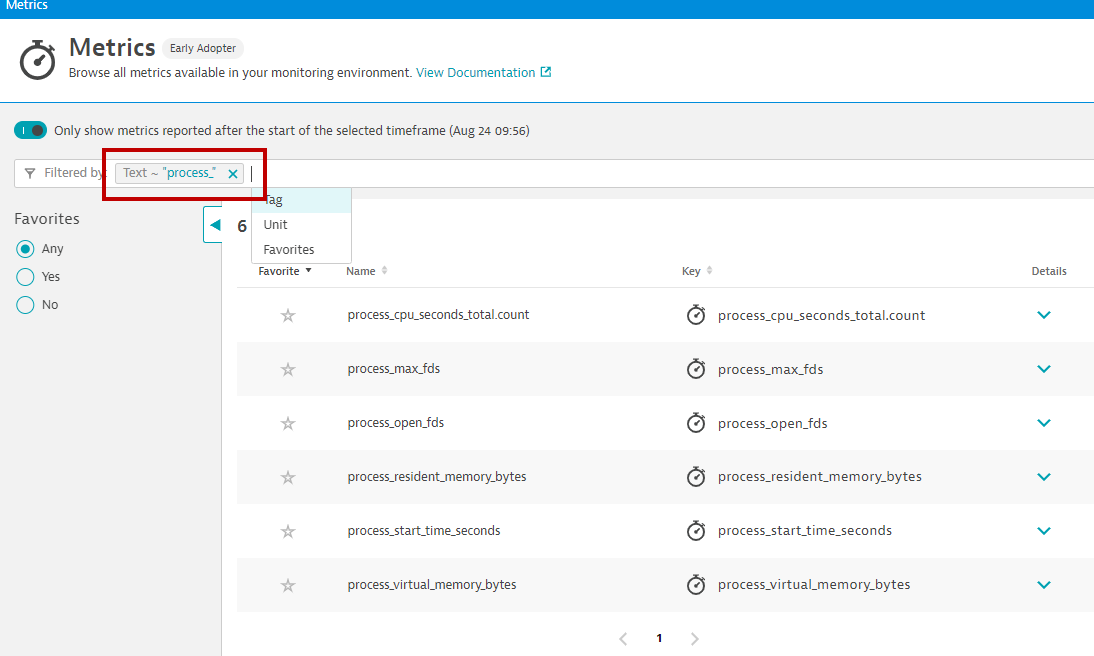 Metrics
Metrics Early Adopter
Browse all metrics available in your monitoring environment. View Documentation
Only show metrics reported after the start of the selected timeframe (Aug 24 09:56)
Filtered by: Text ~ "process_"
Tag
Unit
Favorites
Favorites
Any
Yes
No
6
Favorite Name Key Details
process_cpu_seconds_total.count process_cpu_seconds_total.count
process_max_fds process_max_fds
process_open_fds process_open_fds
process_resident_memory_bytes process_resident_memory_bytes
process_start_time_seconds process_start_time_seconds
process_virtual_memory_bytes process_virtual_memory_bytes
1